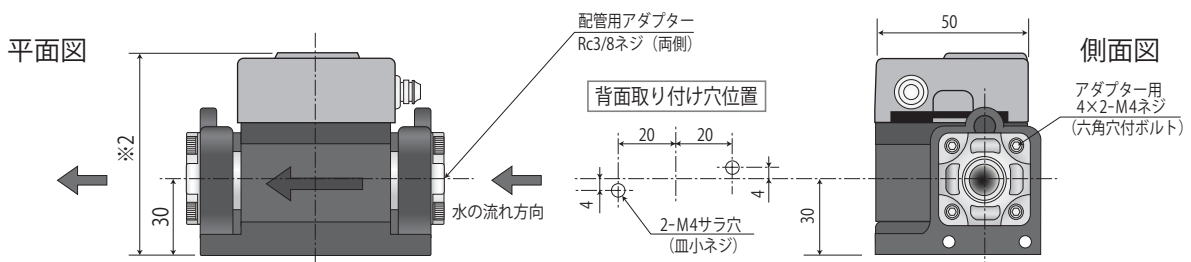 平面図
※2
30
配管用アダプター
Rc3/8ネジ（両側）
水の流れ方向
背面取り付け穴位置
20
20
4
4
2-M4サラ穴
（皿小ネジ）
50
30
側面図
アダプター用
4×2-M4ネジ
（六角穴付ボルト）